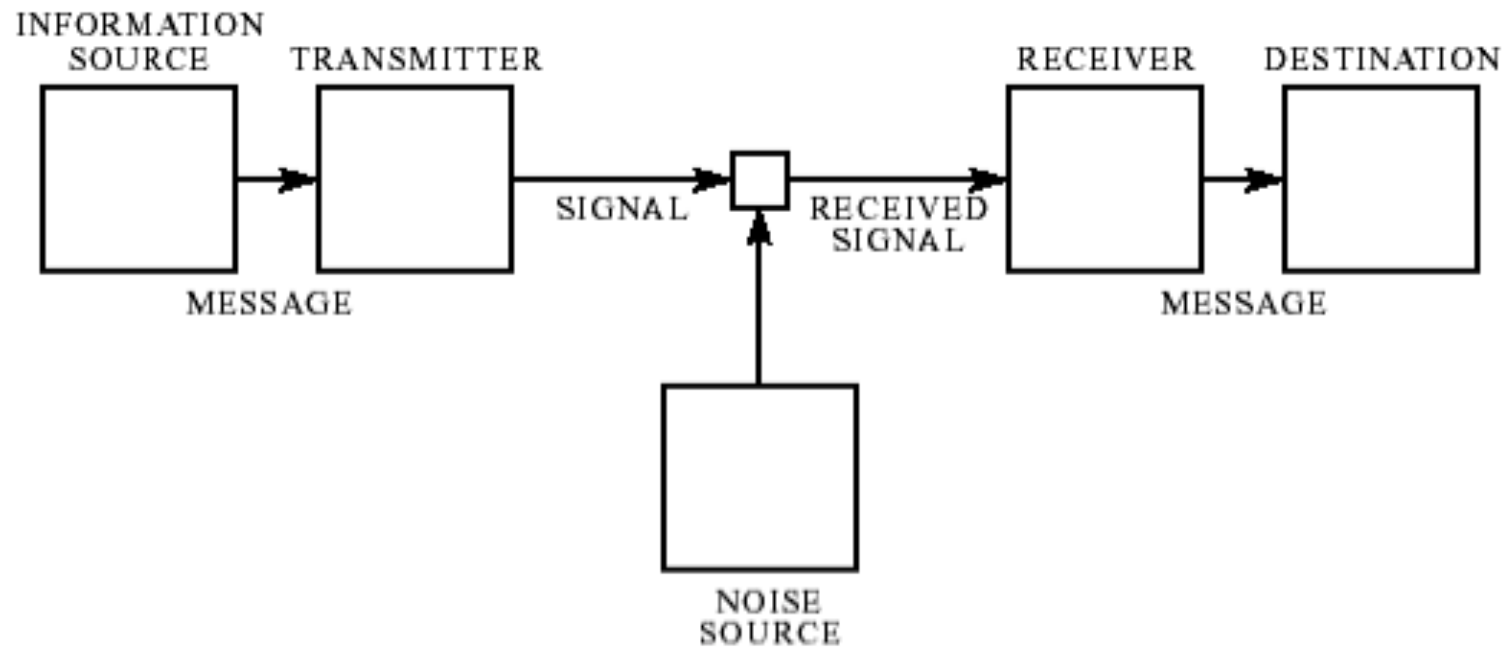 INFORMATION
SOURCE
TRANSMITTER
RECEIVER
DESTINATION
SIGNAL
RECEIVED
SIGNAL
MESSAGE
MESSAGE
NOISE
SOURCE